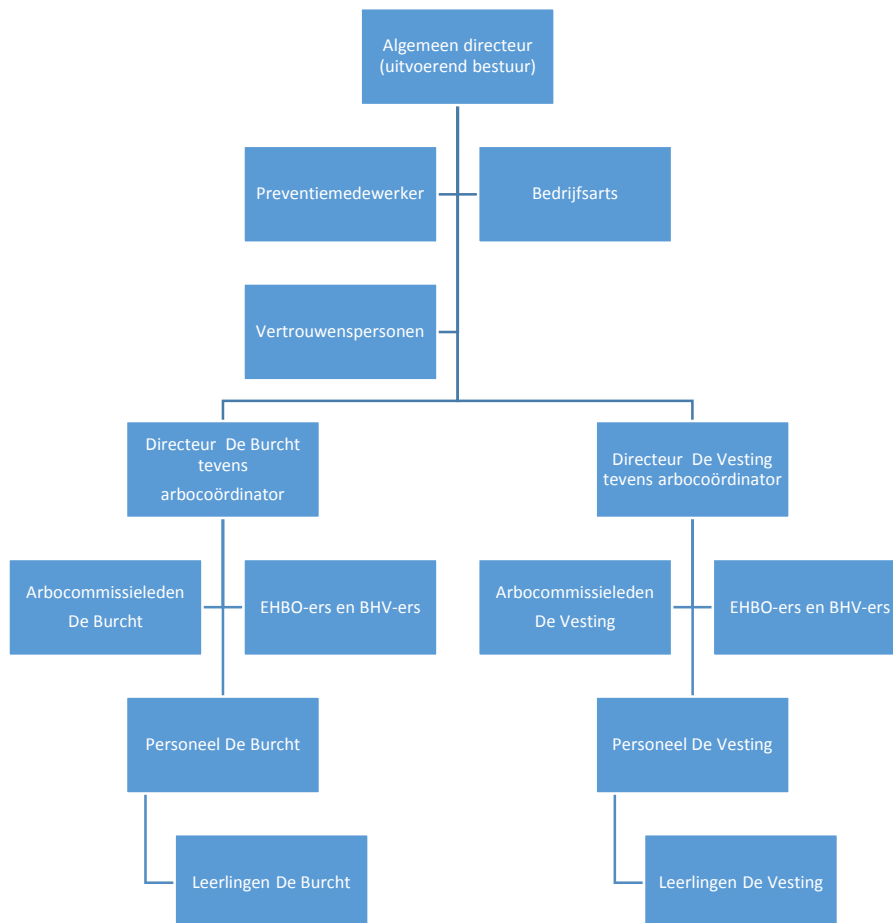 Algemeen directeur
(uitvoerend bestuur)
Preventiemedewerker
Bedrijfsarts
Vertrouwenspersonen
Directeur De Burcht
tevens
arbocoördinator
Directeur De Vesting
tevens arbocoördinator
Arbocommissieleden
De Burcht
EHBO-ers en BHV-ers
Arbocommissieleden
De Vesting
EHBO-ers en BHV-ers
Personeel De Burcht
Personeel De Vesting
Leerlingen De Burcht
Leerlingen De Vesting